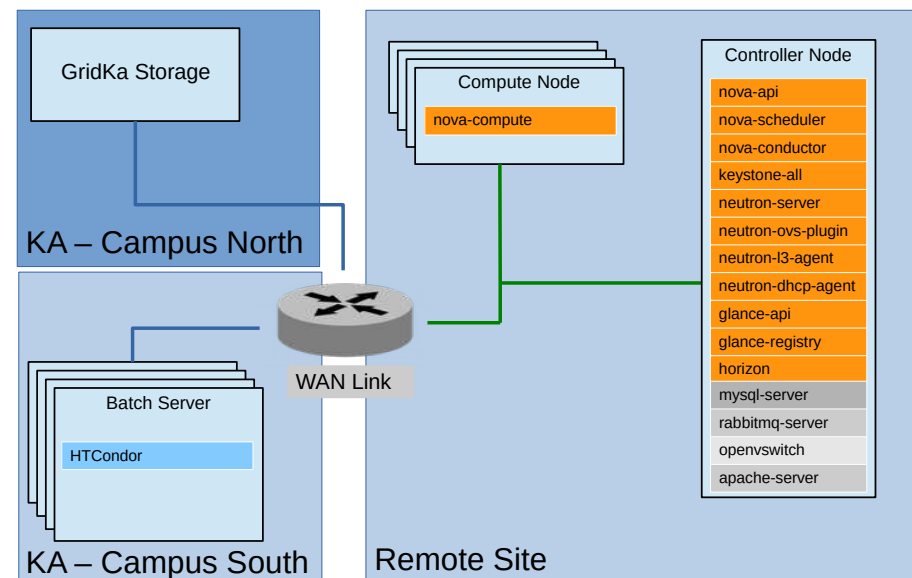 GridKa Storage
KA – Campus North
Batch Server
HTCondor
KA – Campus South
WAN Link
Compute Node
nova-compute
Controller Node
nova-api
nova-scheduler
nova-conductor
keystone-all
neutron-server
neutron-ovs-plugin
neutron-l3-agent
neutron-dhcp-agent
glance-api
glance-registry
horizon
mysql-server
rabbitmq-server
openvswitch
apache-server
Remote Site